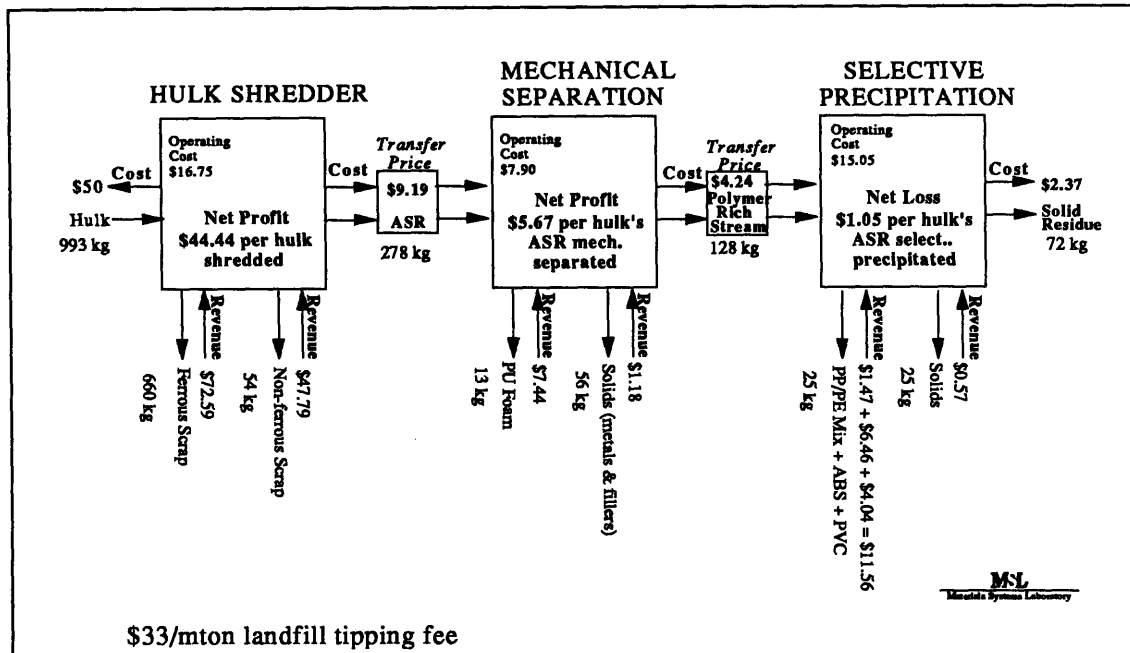 HULK SHREDDER
MECHANICAL
SEPARATION
SELECTIVE
PRECIPITATION
Operating
Cost
$16.75
Net Profit
$44.44 per hulk
shredded
Cost
$50
Hulk
993 kg
Cost
Transfer
Price
$9.19
ASR
278 kg
Operating
Cost
$7.90
Net Profit
$5.67 per hulk's
ASR mech.
separated
Cost
Transfer
Price
$4.24
Polymer
Rich
Stream
128 kg
Operating
Cost
$15.05
Net Loss
$1.05 per hulk's
ASR select..
precipitated
Cost
$2.37
Solid
Residue
72 kg
Revenue
$72.59
Ferrous Scrap
660 kg
Revenue
$47.79
Non-ferrous Scrap
54 kg
Revenue
$7.44
PU Foam
13 kg
Revenue
$1.18
Solids (metals & fillers)
56 kg
Revenue
$1.47 + $6.46 + $4.04 = $11.56
PP/PE Mix + ABS + PVC
25 kg
Revenue
$0.57
Solids
25 kg
MSL
Materials Systems Laboratory
$33/mton landfill tipping fee